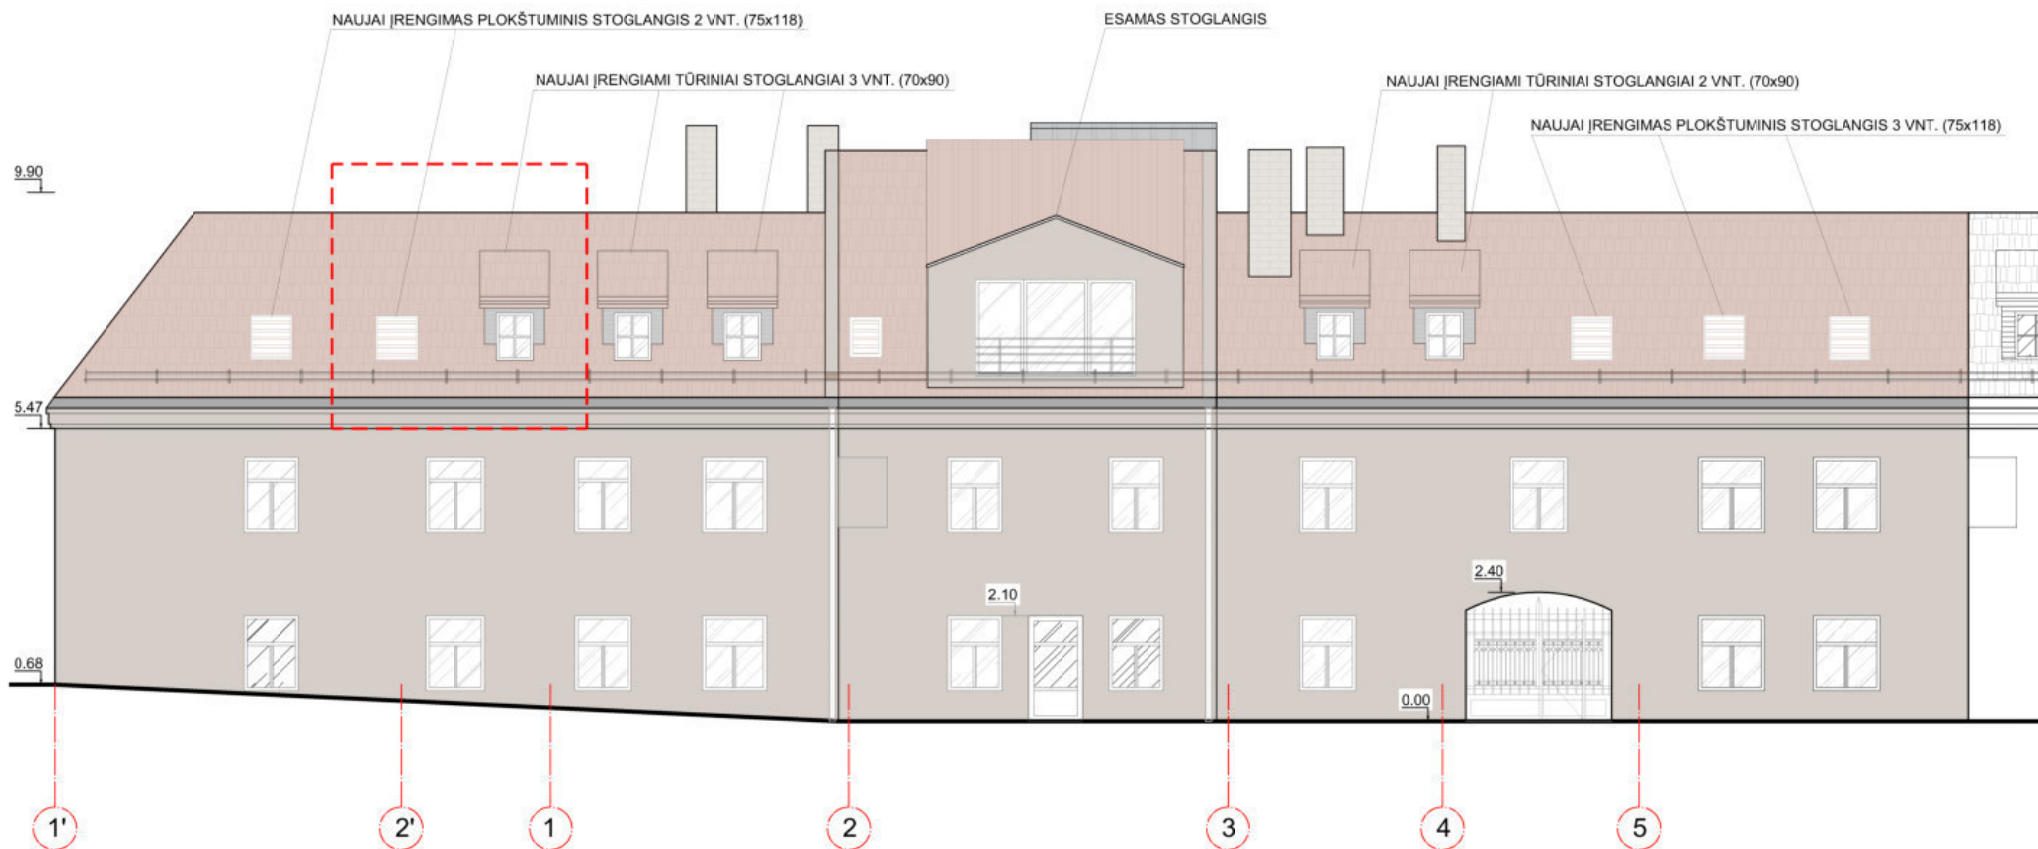 NAUJAI ĮRENGIMAS PLOKŠTUMINIS STOGLANGIS 2 VNT. (75x118)
ESAMAS STOGLANGIS
NAUJAI ĮRENGIAMI TŪRINIAI STOGLANGIAI 3 VNT. (70x90)
NAUJAI ĮRENGIAMI TŪRINIAI STOGLANGIAI 2 VNT. (70x90)
NAUJAI ĮRENGIMAS PLOKŠTUMINIS STOGLANGIS 3 VNT. (75x118)
9.90
5.47
2.40
2.10
0.68
0.00
1'
2'
1
2
3
4
5